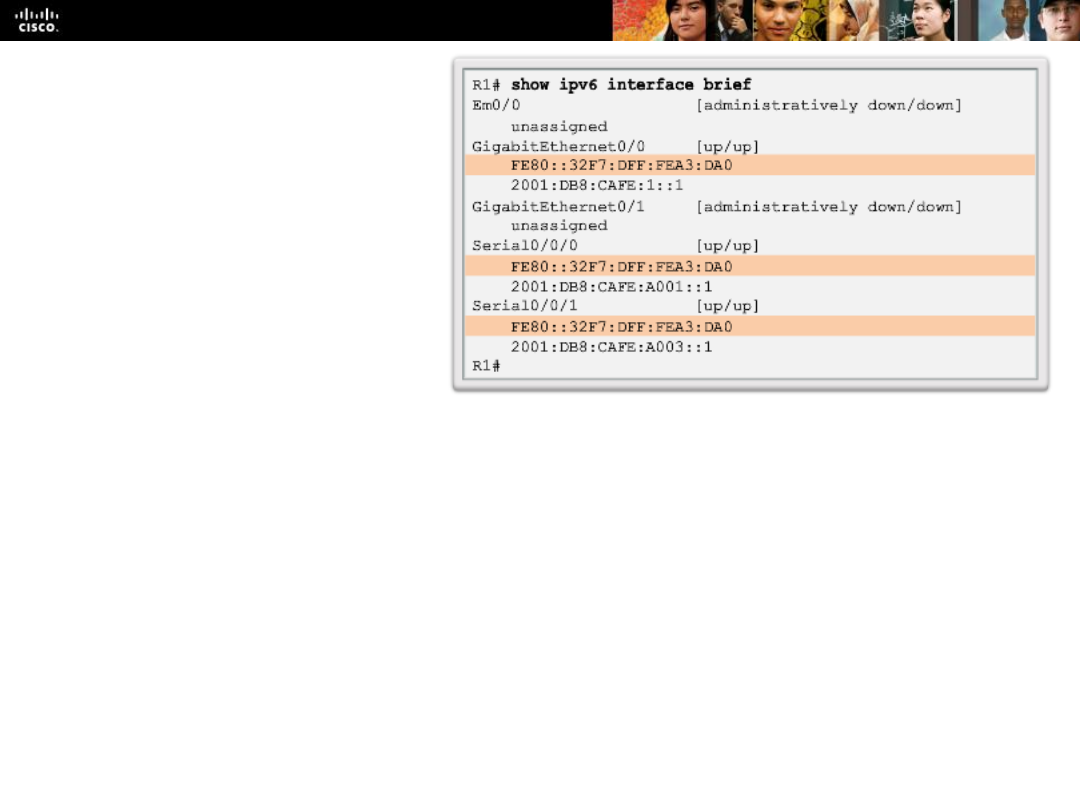 CISCO.
R1# show ipv6 interface brief
Em0/0 [administratively down/down]
unassigned
GigabitEthernet0/0 [up/up]
FE80::32F7:DFF:FEA3:DA0
2001:DB8:CAFE:1::1
GigabitEthernet0/1 [administratively down/down]
unassigned
Serial0/0/0 [up/up]
FE80::32F7:DFF:FEA3:DA0
2001:DB8:CAFE:A001::1
Serial0/0/1 [up/up]
FE80::32F7:DFF:FEA3:DA0
2001:DB8:CAFE:A003::1
R1#